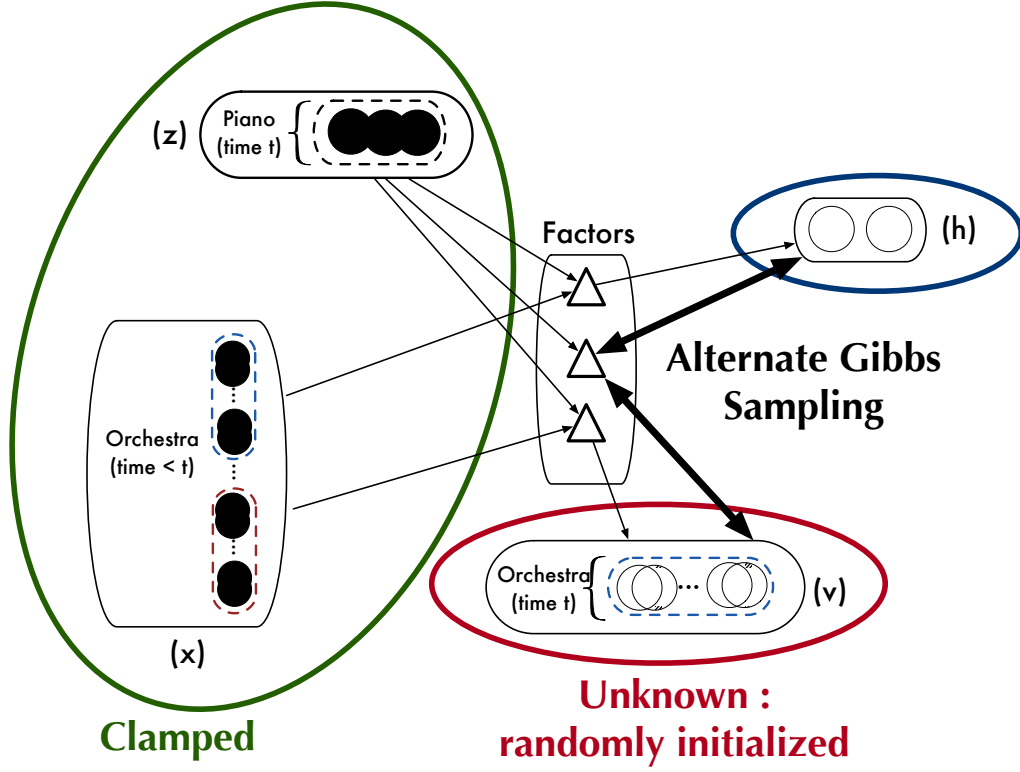 Piano
(time t)
(z)
Factors
(h)
Alternate Gibbs
Sampling
Orchestra
(time < t)
(x)
Orchestra
(time t)
(v)
Clamped
Unknown :
randomly initialized